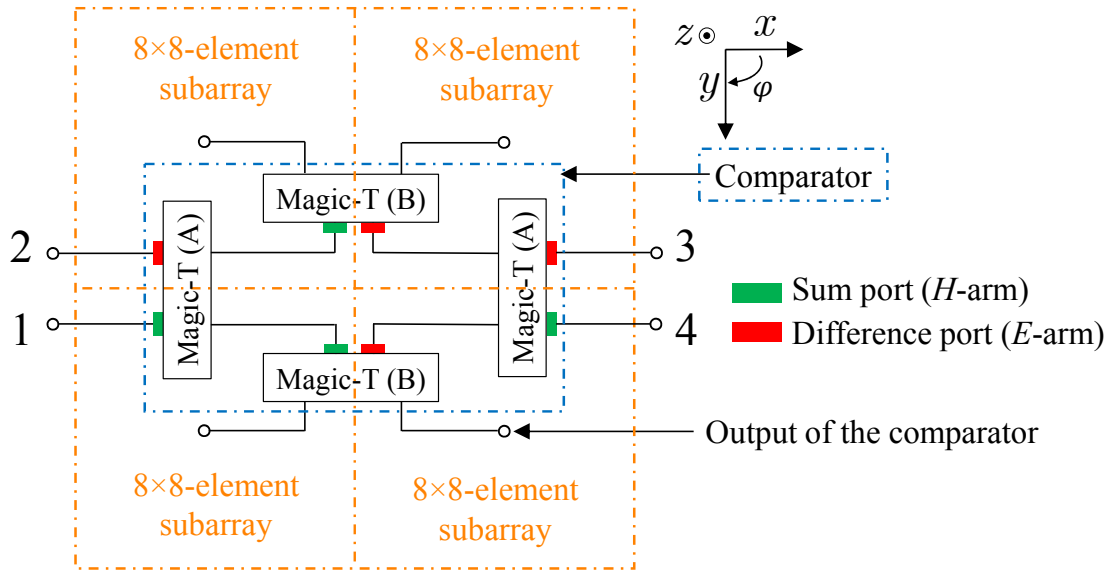 8×8-element
subarray
8×8-element
subarray
z
x
y
φ
Comparator
Magic-T (B)
Magic-T (A)
Magic-T (A)
2
3
1
4
Sum port (H-arm)
Difference port (E-arm)
Magic-T (B)
Output of the comparator
8×8-element
subarray
8×8-element
subarray